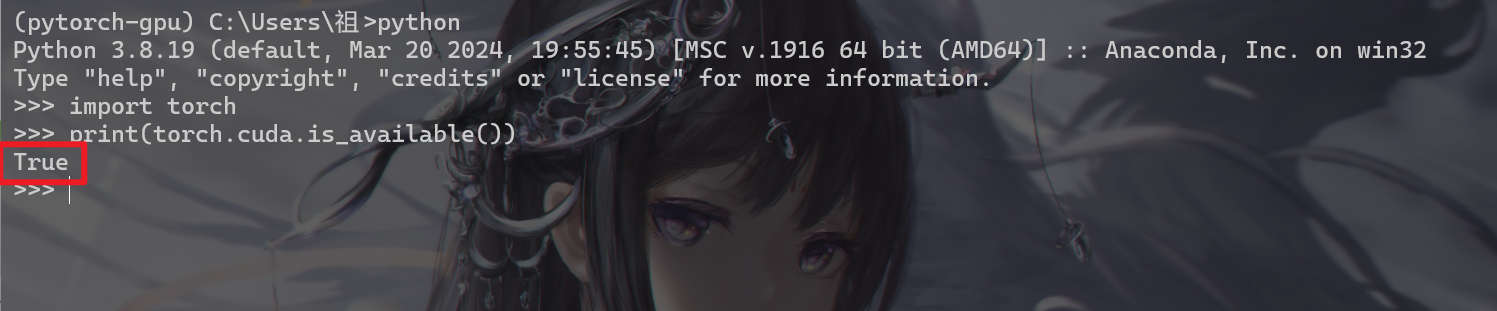 (pytorch-gpu) C:\Users\祖>python
Python 3.8.19 (default, Mar 20 2024, 19:55:45) [MSC v.1916 64 bit (AMD64)] :: Anaconda, Inc. on win32
Type "help", "copyright", "credits" or "license" for more information.
>>> import torch
>>> print(torch.cuda.is_available())
True
>>>